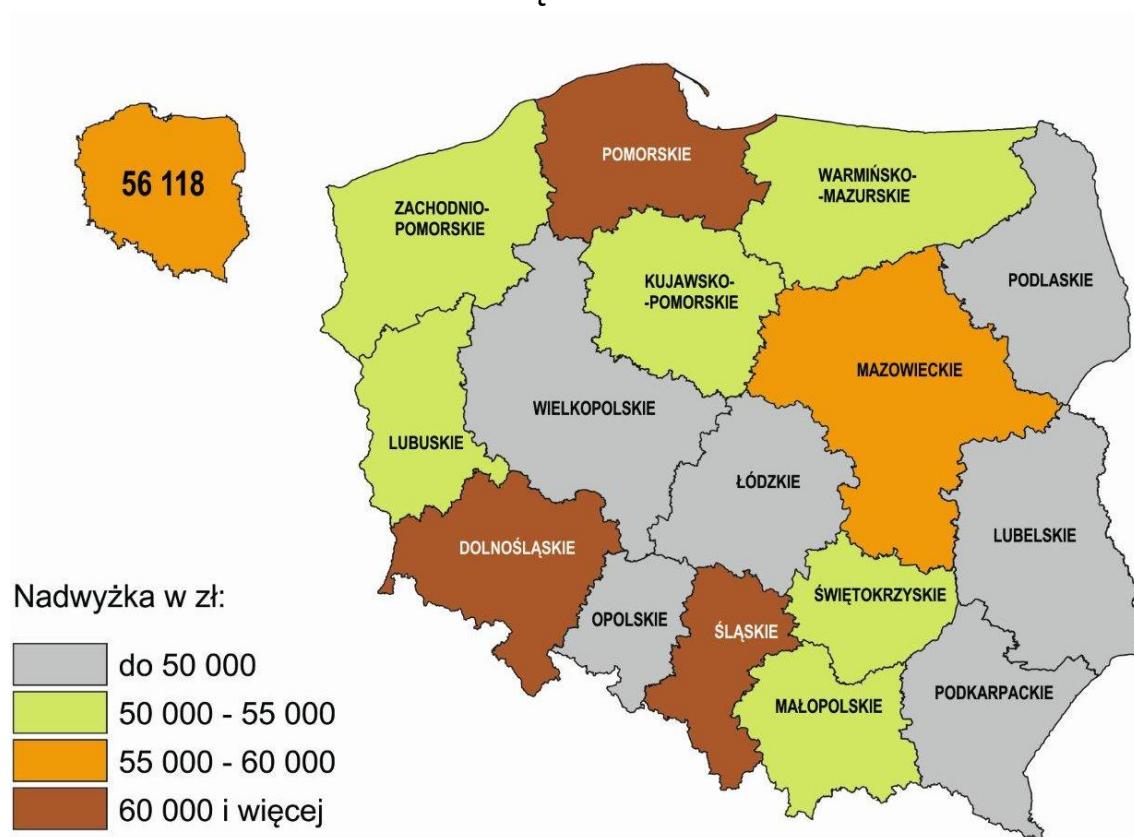 56 118
POMORSKIE
WARMIŃSKO-
-MAZURSKIE
ZACHODNIO-
POMORSKIE
PODLASKIE
KUJAWSKO-
-POMORSKIE
MAZOWIECKIE
WIELKOPOLSKIE
LUBUSKIE
ŁÓDZKIE
LUBELSKIE
DOLNOŚLĄSKIE
ŚWIĘTOKRZYSKIE
OPOLSKIE
ŚLĄSKIE
PODKARPACKIE
MAŁOPOLSKIE
Nadwyżka w zł:
do 50 000
50 000 - 55 000
55 000 - 60 000
60 000 i więcej